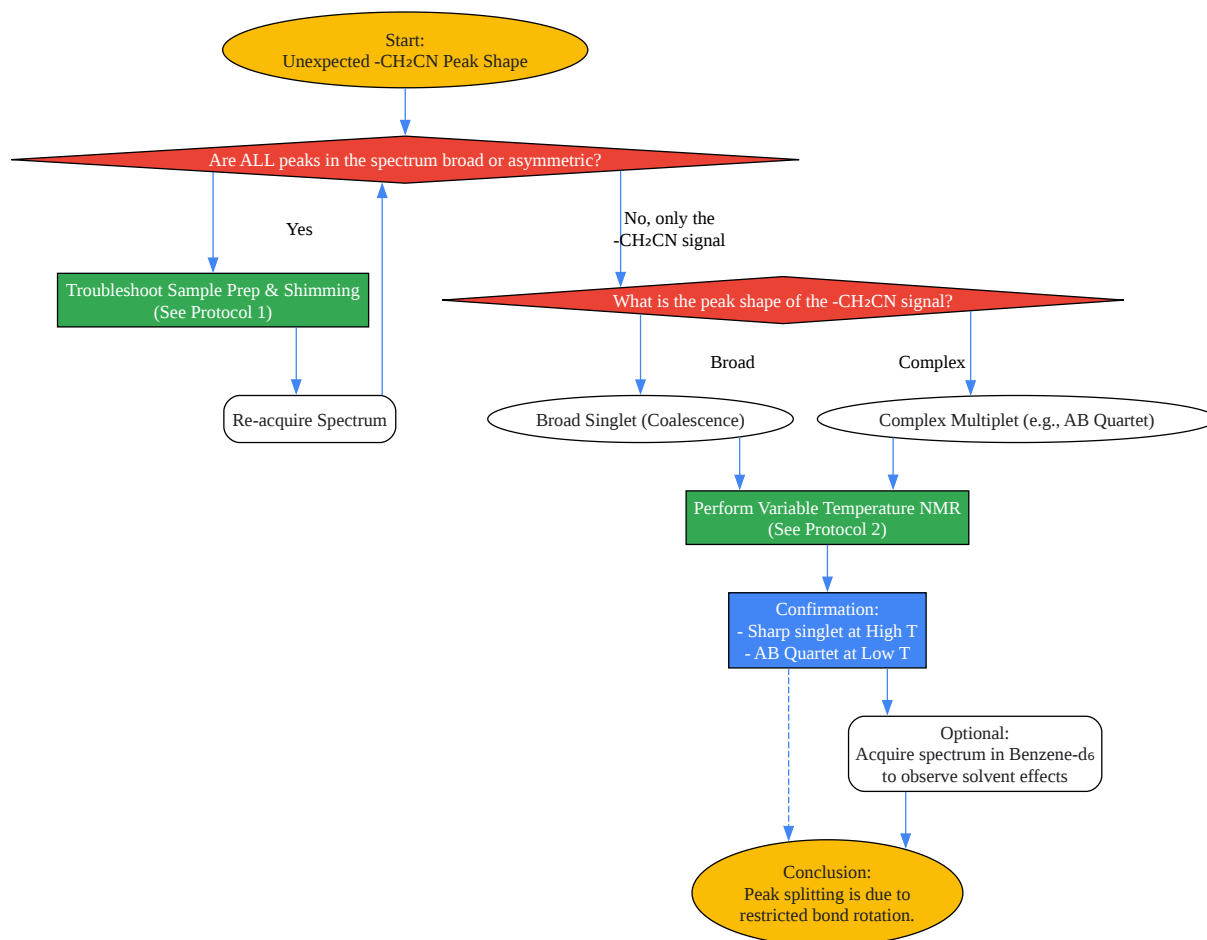 Start:
Unexpected -CH₂CN Peak Shape
Are ALL peaks in the spectrum broad or asymmetric?
Yes
No, only the
-CH₂CN signal
Troubleshoot Sample Prep & Shimming
(See Protocol 1)
What is the peak shape of the -CH₂CN signal?
Broad
Complex
Re-acquire Spectrum
Broad Singlet (Coalescence)
Complex Multiplet (e.g., AB Quartet)
Perform Variable Temperature NMR
(See Protocol 2)
Confirmation:
- Sharp singlet at High T
- AB Quartet at Low T
Optional:
Acquire spectrum in Benzene-d₆
to observe solvent effects
Conclusion:
Peak splitting is due to
restricted bond rotation.